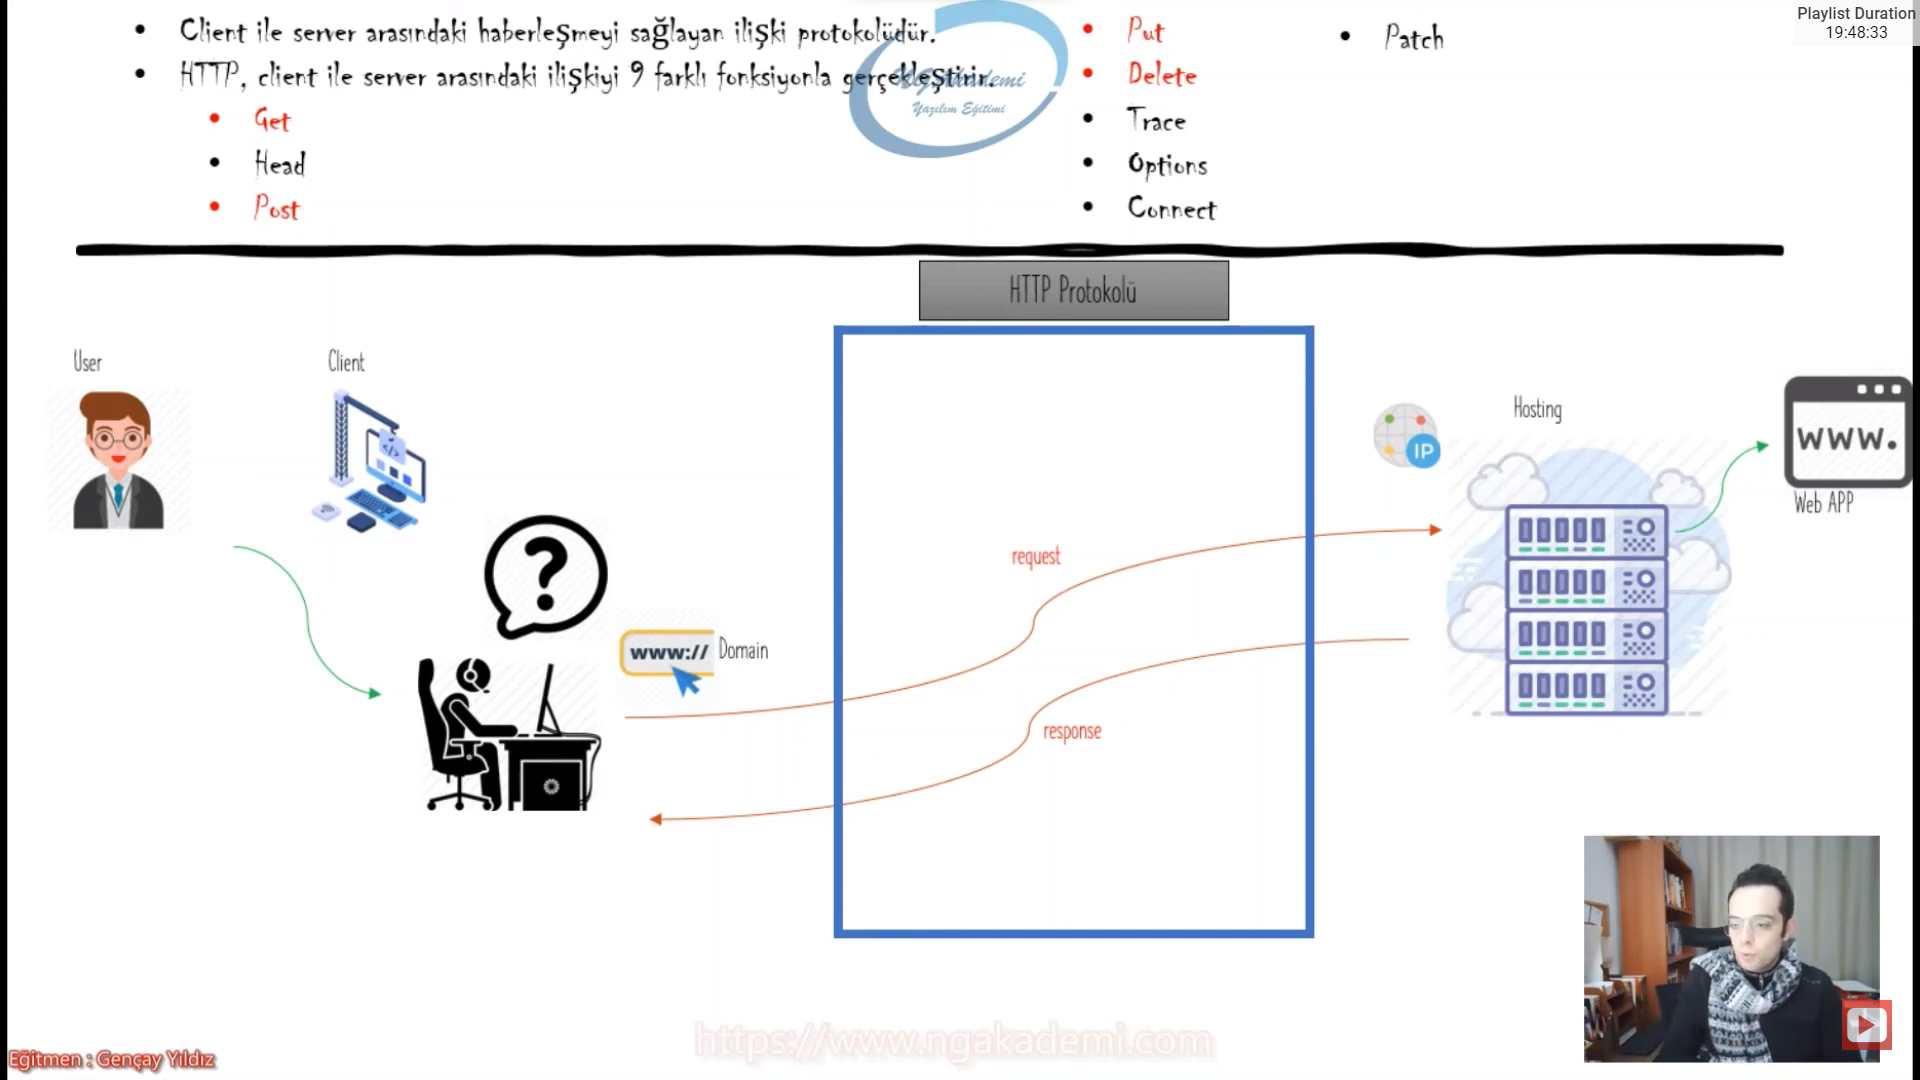 Playlist Duration
19:48:33
• Client ile server arasındaki haberleşmeyi sağlayan ilişki protokolüdür.
• HTTP, client ile server arasındaki ilişkiyi 9 farklı fonksiyonla gerçekleştirir.
• Get
• Head
• Post
• Put
• Delete
• Trace
• Options
• Connect
• Patch
NGAkademi
Yazılım Eğitimi
HTTP Protokolü
User
Client
Hosting
IP
www.
Web APP
request
www://
Domain
response
https://www.ngakademi.com
Eğitmen : Gençay Yıldız